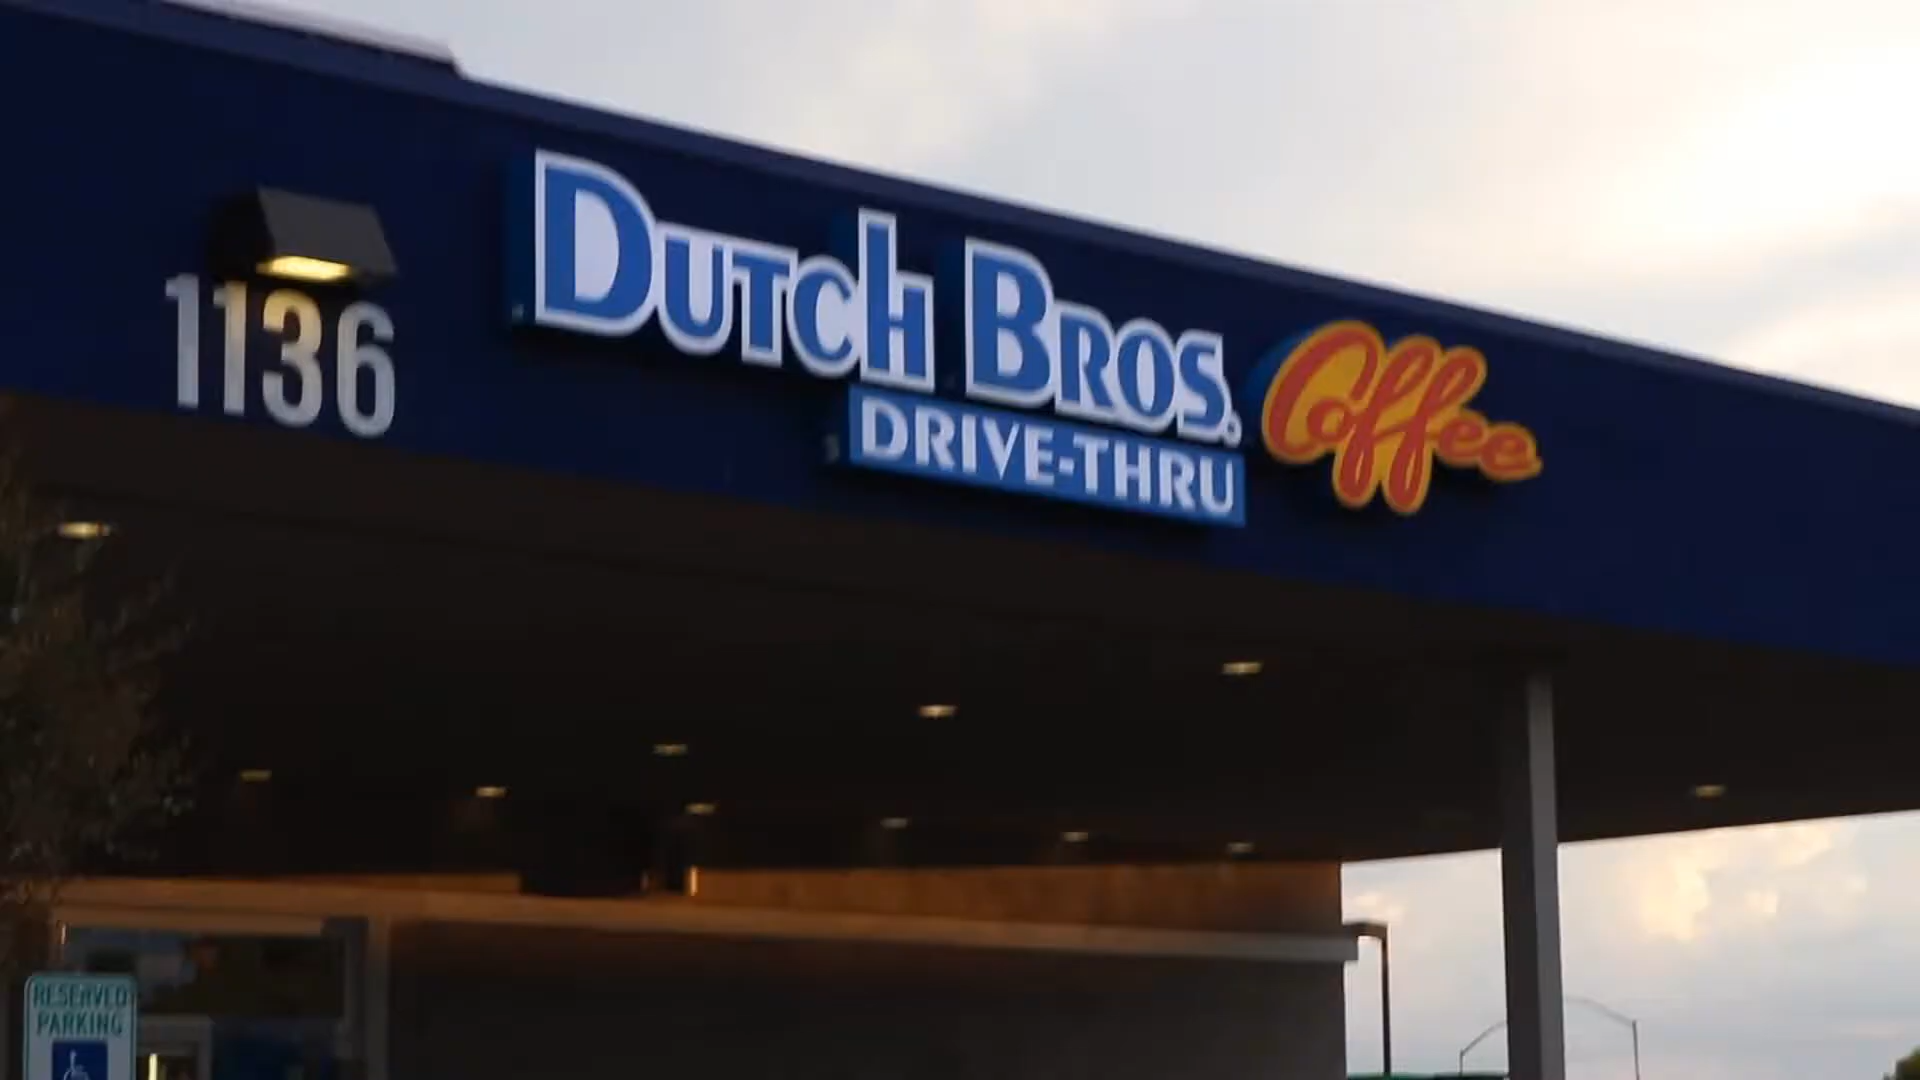 1136
DUTCH BROS. Coffee
DRIVE-THRU
RESERVED
PARKING